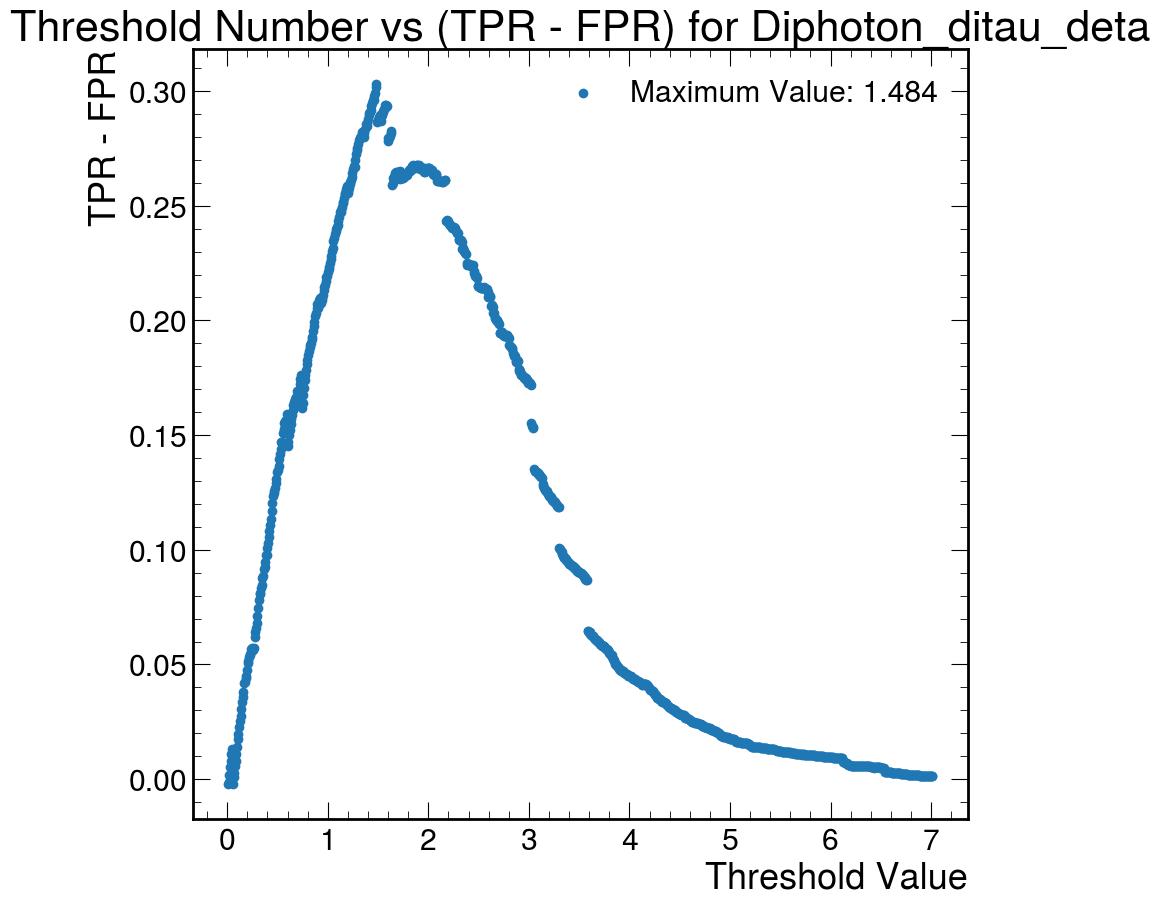 Threshold Number vs (TPR - FPR) for Diphoton_ditau_deta
TPR - FPR
Maximum Value: 1.484
0.30
0.25
0.20
0.15
0.10
0.05
0.00
0 1 2 3 4 5 6 7
Threshold Value